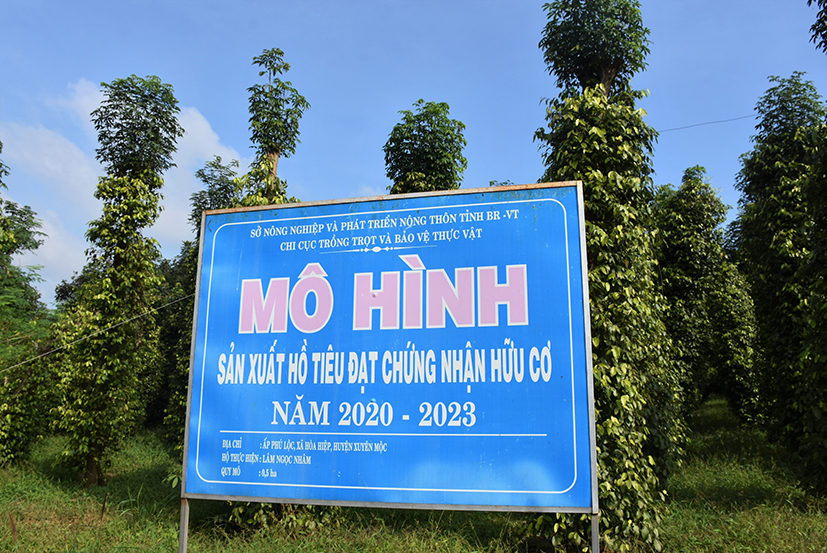 SỞ NÔNG NGHIỆP VÀ PHÁT TRIỂN NÔNG THÔN TỈNH BR -VT
CHI CỤC TRỒNG TRỌT VÀ BẢO VỆ THỰC VẬT
MÔ HÌNH
SẢN XUẤT HỒ TIÊU ĐẠT CHỨNG NHẬN HỮU CƠ
NĂM 2020 - 2023
ĐỊA CHỈ : ẤP PHÚ LỘC, XÃ HÒA HIỆP, HUYỆN XUYÊN MỘC
HỘ THỰC HIỆN : LÂM NGỌC NHÂM
QUY MÔ : 0,5 ha